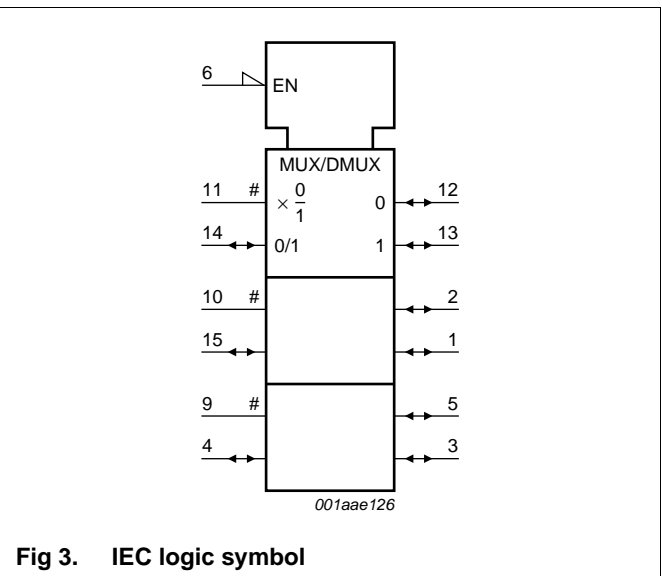 6
EN
MUX/DMUX
11 # × 0/1 0 12
14 0/1 1 13
10 # 2
15 1
9 # 5
4 3
001aae126
Fig 3. IEC logic symbol